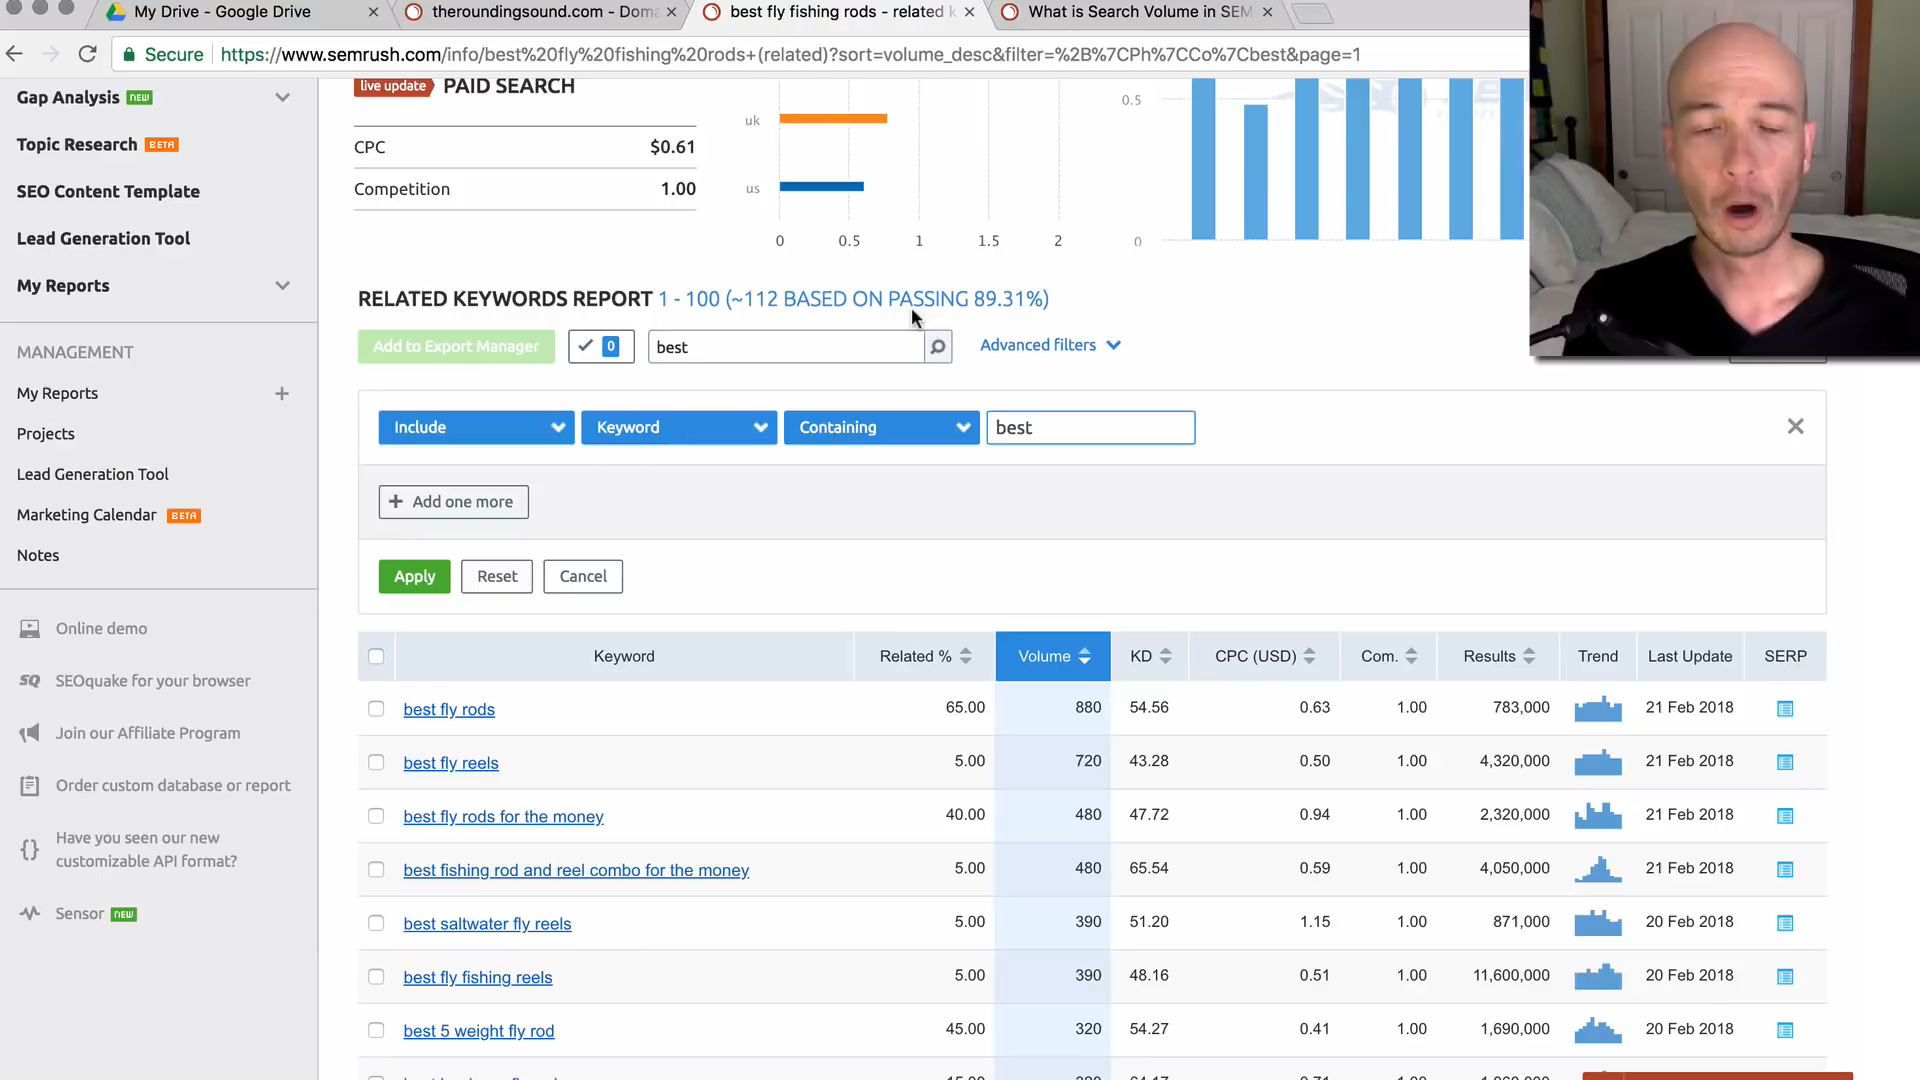 My Drive - Google Drive
theroundingsound.com - Doma
best fly fishing rods - related k
What is Search Volume in SEM
Secure
https://www.semrush.com/info/best%20fly%20fishing%20rods+(related)?sort=volume_desc&filter=%2B%7CPh%7CCo%7Cbest&page=1
Gap Analysis NEW
Topic Research BETA
SEO Content Template
Lead Generation Tool
My Reports
MANAGEMENT
My Reports +
Projects
Lead Generation Tool
Marketing Calendar BETA
Notes
Online demo
SQ SEOquake for your browser
Join our Affiliate Program
Order custom database or report
Have you seen our new
customizable API format?
Sensor NEW
live update PAID SEARCH
CPC $0.61
Competition 1.00
uk
us
0 0.5 1 1.5 2
0.5
0
RELATED KEYWORDS REPORT 1 - 100 (~112 BASED ON PASSING 89.31%)
Add to Export Manager 0 best Advanced filters
Include Keyword Containing best
+ Add one more
Apply Reset Cancel
Keyword Related % Volume KD CPC (USD) Com. Results Trend Last Update SERP
best fly rods 65.00 880 54.56 0.63 1.00 783,000 21 Feb 2018
best fly reels 5.00 720 43.28 0.50 1.00 4,320,000 21 Feb 2018
best fly rods for the money 40.00 480 47.72 0.94 1.00 2,320,000 21 Feb 2018
best fishing rod and reel combo for the money 5.00 480 65.54 0.59 1.00 4,050,000 21 Feb 2018
best saltwater fly reels 5.00 390 51.20 1.15 1.00 871,000 20 Feb 2018
best fly fishing reels 5.00 390 48.16 0.51 1.00 11,600,000 20 Feb 2018
best 5 weight fly rod 45.00 320 54.27 0.41 1.00 1,690,000 20 Feb 2018